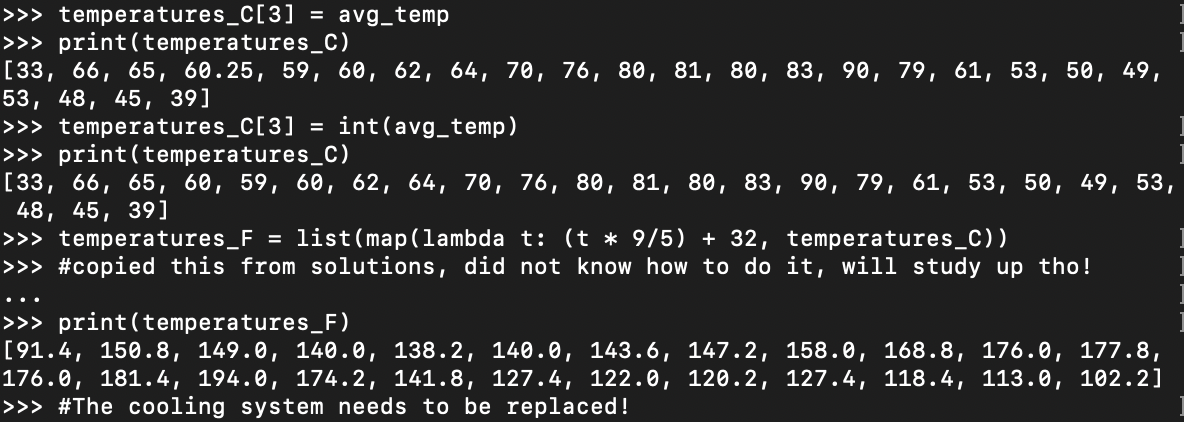 >>> temperatures_C[3] = avg_temp
>>> print(temperatures_C)
[33, 66, 65, 60.25, 59, 60, 62, 64, 70, 76, 80, 81, 80, 83, 90, 79, 61, 53, 50, 49,
53, 48, 45, 39]
>>> temperatures_C[3] = int(avg_temp)
>>> print(temperatures_C)
[33, 66, 65, 60, 59, 60, 62, 64, 70, 76, 80, 81, 80, 83, 90, 79, 61, 53, 50, 49, 53,
 48, 45, 39]
>>> temperatures_F = list(map(lambda t: (t * 9/5) + 32, temperatures_C))
>>> #copied this from solutions, did not know how to do it, will study up tho!
...
>>> print(temperatures_F)
[91.4, 150.8, 149.0, 140.0, 138.2, 140.0, 143.6, 147.2, 158.0, 168.8, 176.0, 177.8,
176.0, 181.4, 194.0, 174.2, 141.8, 127.4, 122.0, 120.2, 127.4, 118.4, 113.0, 102.2]
>>> #The cooling system needs to be replaced!